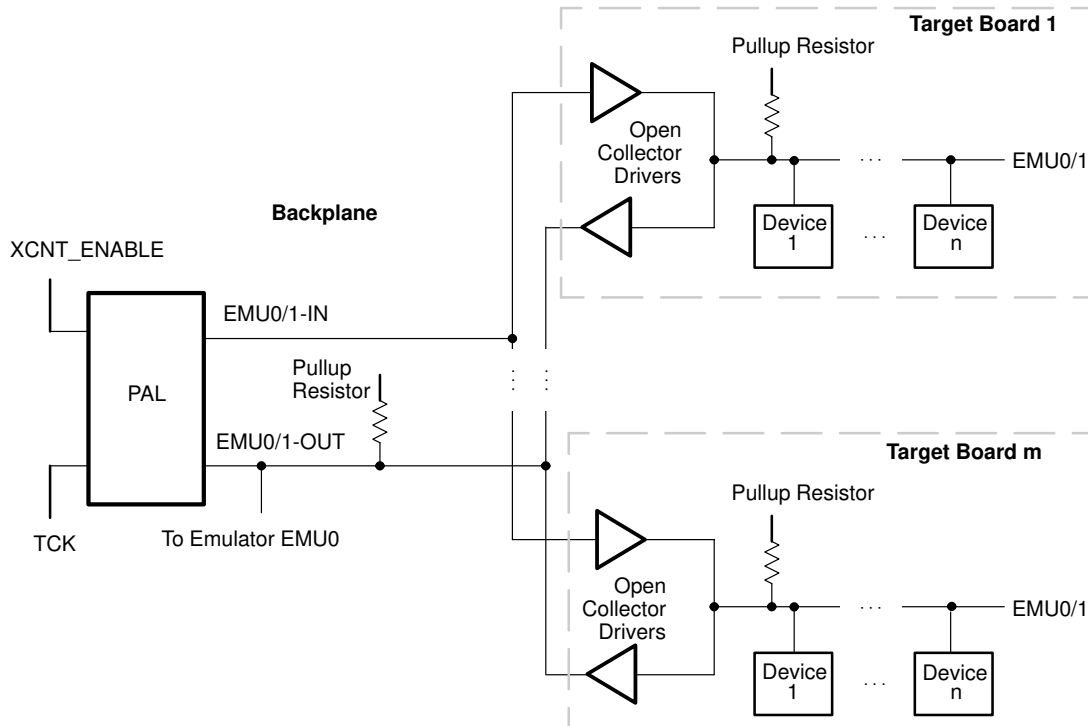 Target Board 1
Pullup Resistor
Open
Collector
Drivers
. . .
EMU0/1
Device
1
. . .
Device
n
Backplane
XCNT_ENABLE
EMU0/1-IN
PAL
Pullup
Resistor
EMU0/1-OUT
TCK
To Emulator EMU0
Target Board m
Pullup Resistor
Open
Collector
Drivers
. . .
EMU0/1
Device
1
. . .
Device
n